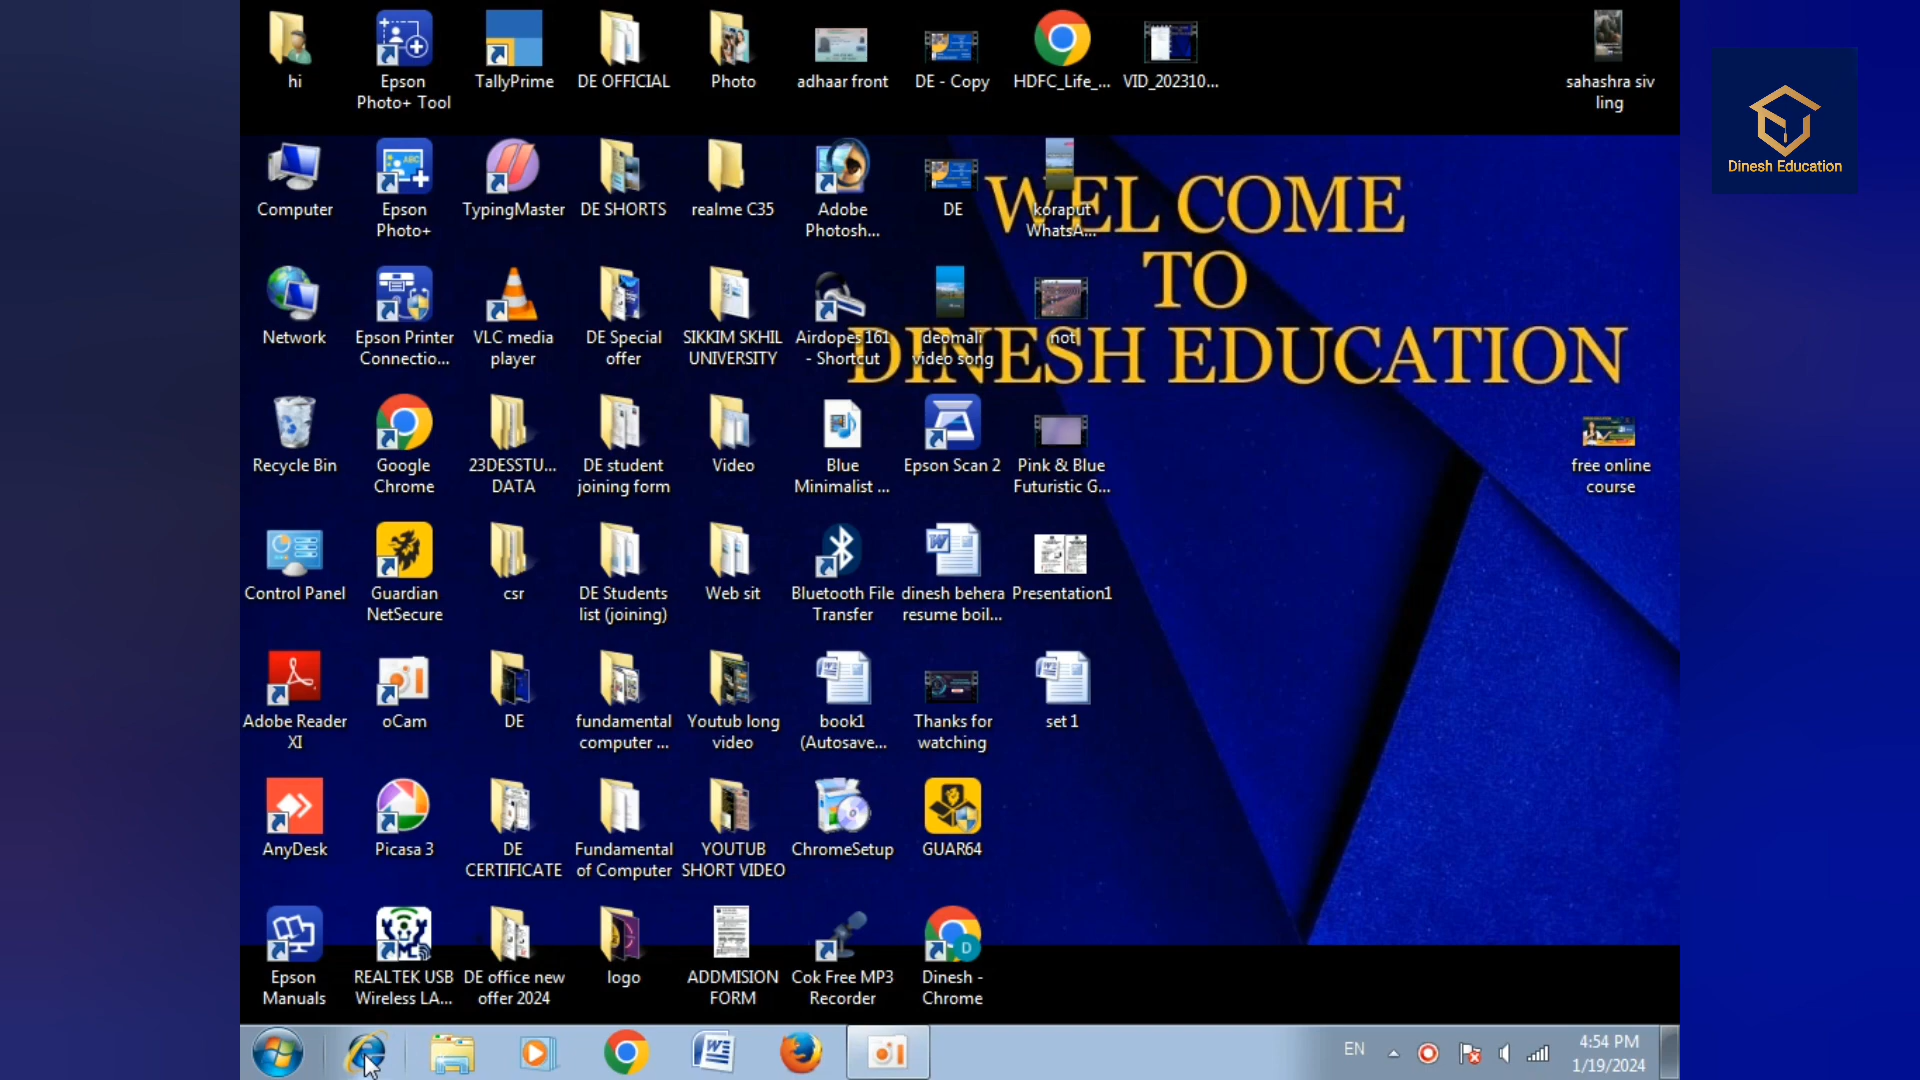 hi
Epson
Photo+ Tool
TallyPrime
DE OFFICIAL
Photo
adhaar front
DE - Copy
HDFC_Life_...
VID_202310...
sahashra siv
ling
Dinesh Education
Computer
Epson
Photo+
TypingMaster
DE SHORTS
realme C35
Adobe
Photosh...
DE
koraput
WhatsA...
WEL COME
TO
DINESH EDUCATION
Network
Epson Printer
Connectio...
VLC media
player
DE Special
offer
SIKKIM SKHIL
UNIVERSITY
Airdopes 161
- Shortcut
deomali
video song
not
Recycle Bin
Google
Chrome
23DESSTU...
DATA
DE student
joining form
Video
Blue
Minimalist ...
Epson Scan 2
Pink & Blue
Futuristic G...
free online
course
Control Panel
Guardian
NetSecure
csr
DE Students
list (joining)
Web sit
Bluetooth File
Transfer
dinesh behera
resume boil...
Presentation1
Adobe Reader
XI
oCam
DE
fundamental
computer ...
Youtub long
video
book1
(Autosave...
Thanks for
watching
set 1
AnyDesk
Picasa 3
DE
CERTIFICATE
Fundamental
of Computer
YOUTUB
SHORT VIDEO
ChromeSetup
GUAR64
Epson
Manuals
REALTEK USB
Wireless LA...
DE office new
offer 2024
logo
ADDMISION
FORM
Cok Free MP3
Recorder
Dinesh -
Chrome
EN
4:54 PM
1/19/2024